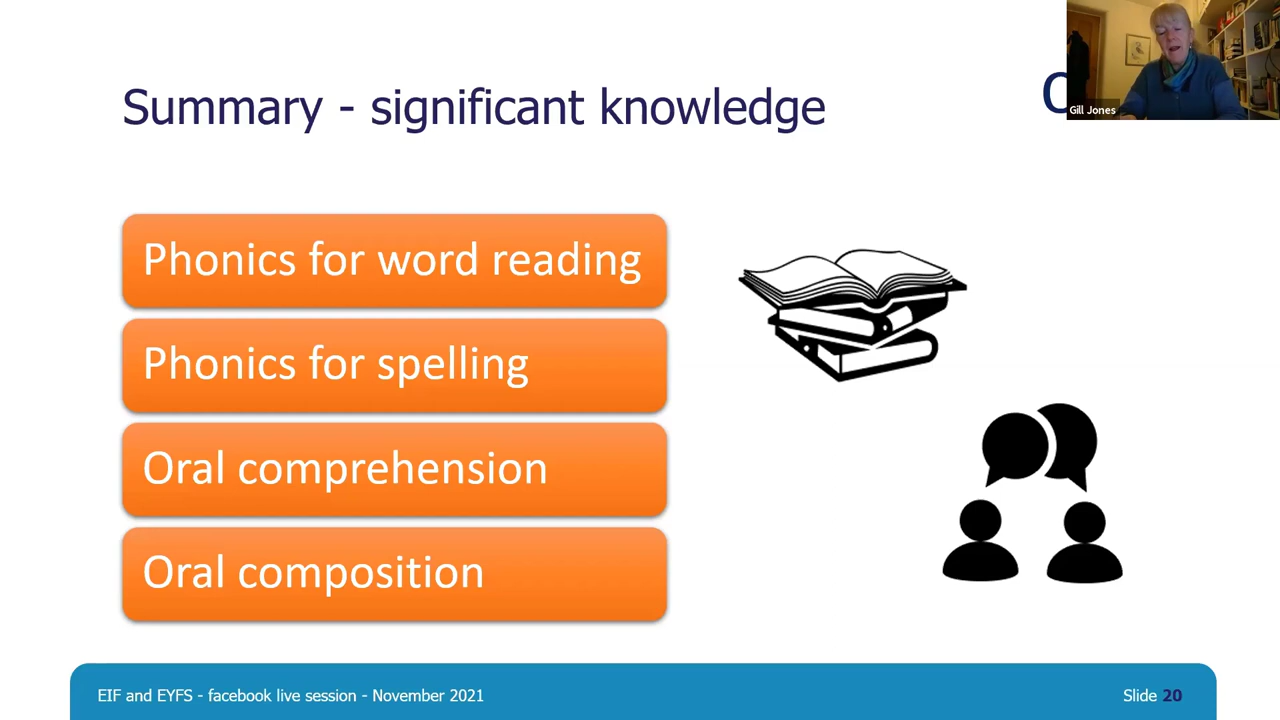 Summary - significant knowledge
Gill Jones
Phonics for word reading
Phonics for spelling
Oral comprehension
Oral composition
EIF and EYFS - facebook live session - November 2021
Slide 20